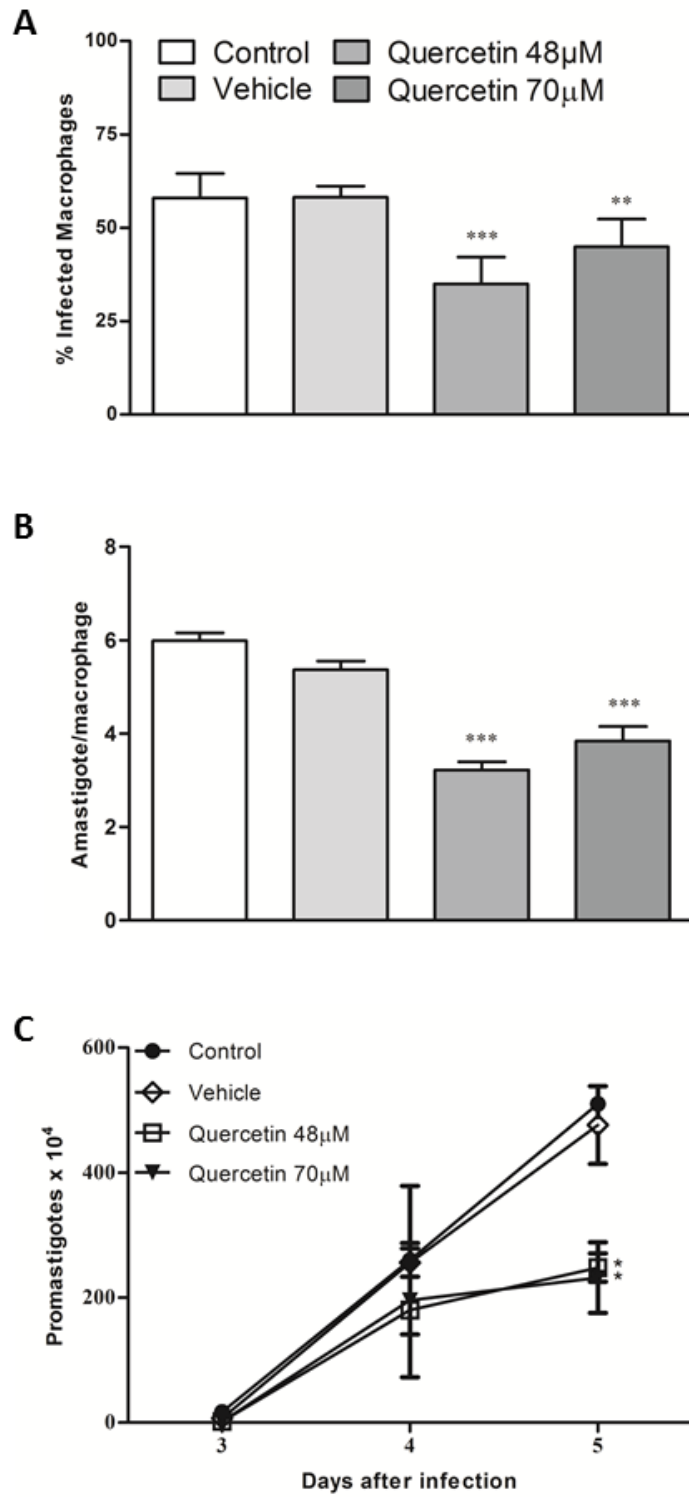 A
100
Control
Quercetin 48µM
Vehicle
Quercetin 70µM
75
50
25
0
% Infected Macrophages
***
**
B
8
6
4
2
0
Amastigote/macrophage
***
***
C
600
400
200
0
Promastigotes x 10⁴
Control
Vehicle
Quercetin 48µM
Quercetin 70µM
*
*
3
4
5
Days after infection